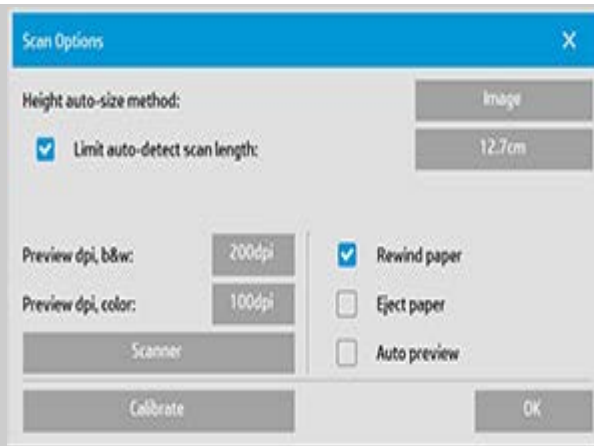 Scan Options
Height auto-size method: Image
Limit auto-detect scan length: 12.7cm
Preview dpi, b&w: 200dpi
Rewind paper
Preview dpi, color: 100dpi
Eject paper
Scanner
Auto preview
Calibrate
OK